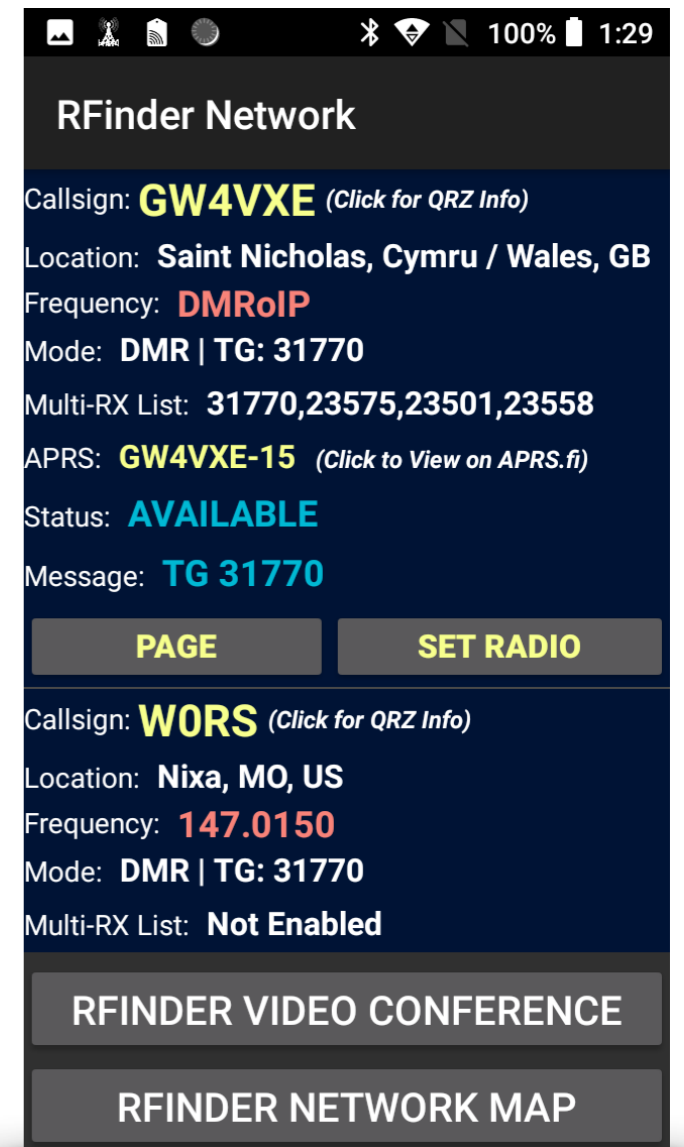 100% 1:29
RFinder Network
Callsign: GW4VXE (Click for QRZ Info)
Location: Saint Nicholas, Cymru / Wales, GB
Frequency: DMRoIP
Mode: DMR | TG: 31770
Multi-RX List: 31770,23575,23501,23558
APRS: GW4VXE-15 (Click to View on APRS.fi)
Status: AVAILABLE
Message: TG 31770
PAGE SET RADIO
Callsign: W0RS (Click for QRZ Info)
Location: Nixa, MO, US
Frequency: 147.0150
Mode: DMR | TG: 31770
Multi-RX List: Not Enabled
RFINDER VIDEO CONFERENCE
RFINDER NETWORK MAP